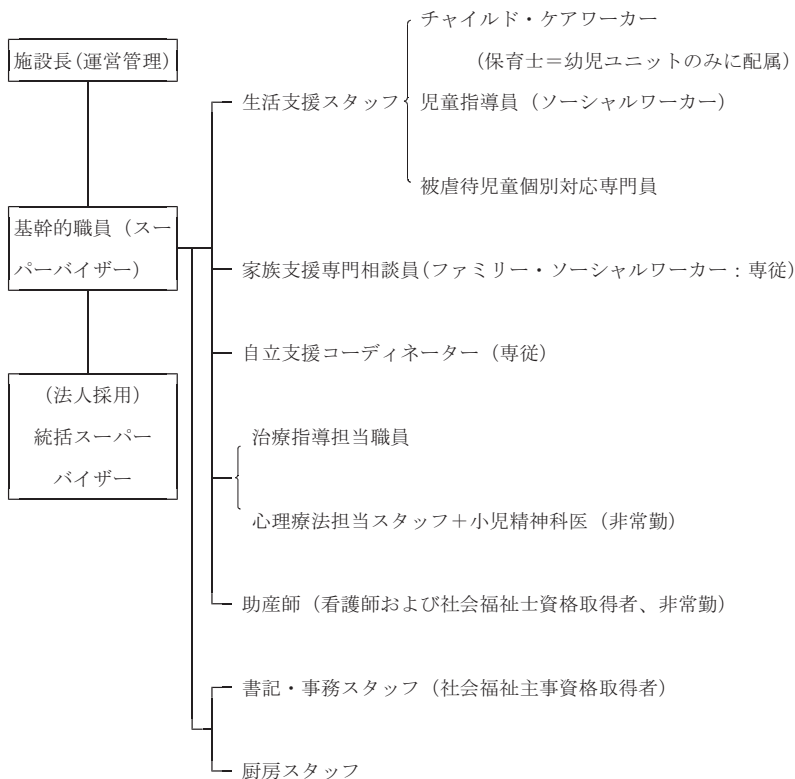 チャイルド・ケアワーカー
施設長(運営管理)
(保育士＝幼児ユニットのみに配属)
生活支援スタッフ
児童指導員（ソーシャルワーカー）
被虐待児童個別対応専門員
基幹的職員（スー
パーバイザー）
家族支援専門相談員(ファミリー・ソーシャルワーカー：専従)
自立支援コーディネーター（専従）
(法人採用)
統括スーパー
バイザー
治療指導担当職員
心理療法担当スタッフ＋小児精神科医（非常勤）
助産師（看護師および社会福祉士資格取得者、非常勤）
書記・事務スタッフ（社会福祉主事資格取得者）
厨房スタッフ